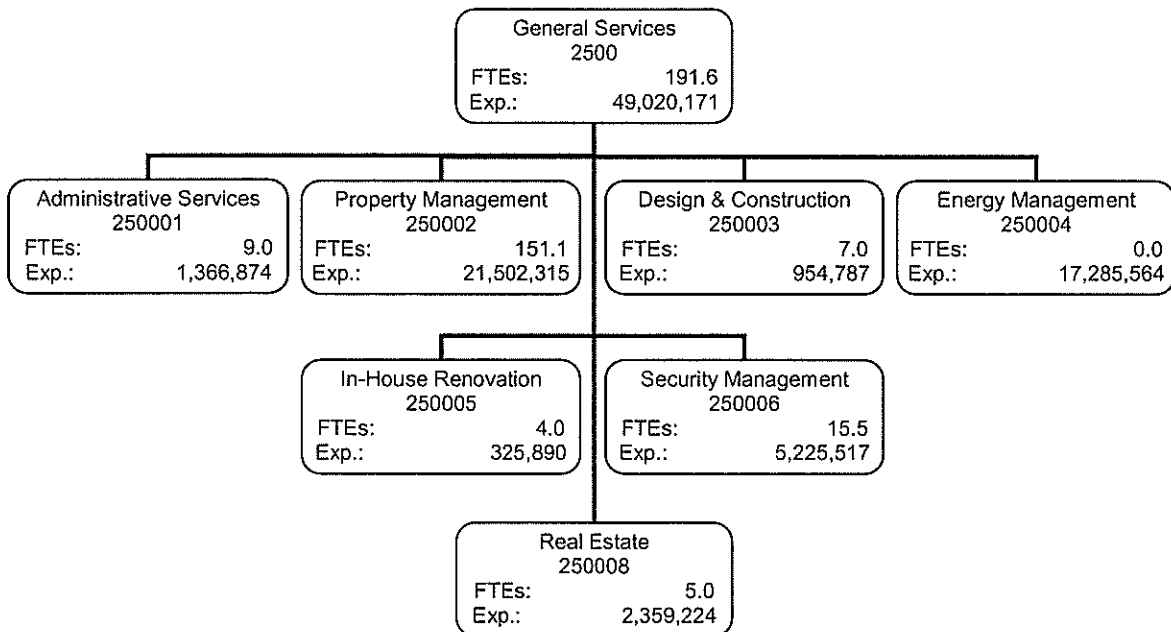 General Services
2500
FTEs: 191.6
Exp.: 49,020,171
Administrative Services
250001
FTEs: 9.0
Exp.: 1,366,874
Property Management
250002
FTEs: 151.1
Exp.: 21,502,315
Design & Construction
250003
FTEs: 7.0
Exp.: 954,787
Energy Management
250004
FTEs: 0.0
Exp.: 17,285,564
In-House Renovation
250005
FTEs: 4.0
Exp.: 325,890
Security Management
250006
FTEs: 15.5
Exp.: 5,225,517
Real Estate
250008
FTEs: 5.0
Exp.: 2,359,224